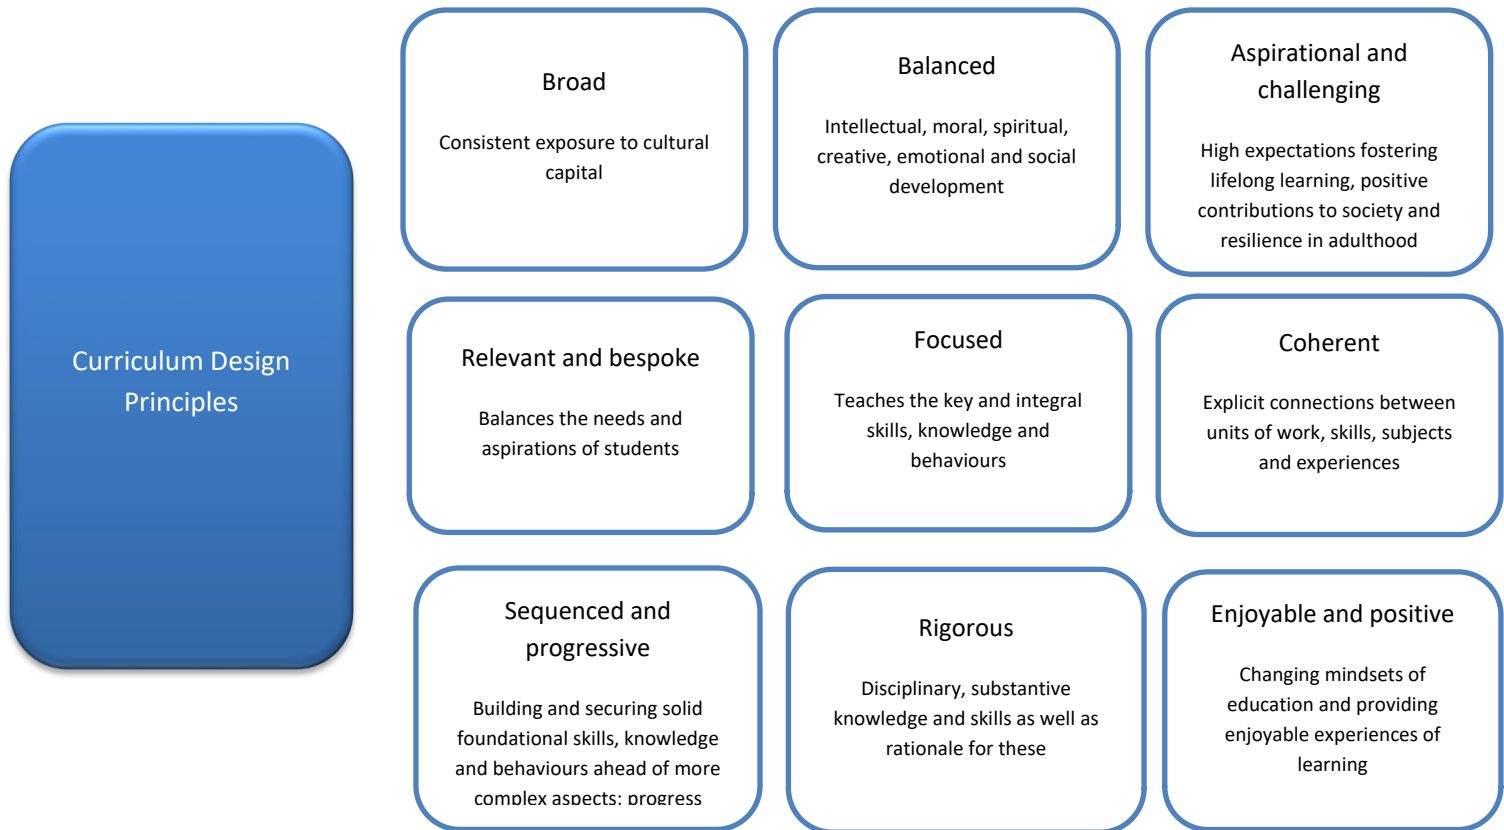 Curriculum Design
Principles
Broad
Consistent exposure to cultural
capital
Balanced
Intellectual, moral, spiritual,
creative, emotional and social
development
Aspirational and
challenging
High expectations fostering
lifelong learning, positive
contributions to society and
resilience in adulthood
Relevant and bespoke
Balances the needs and
aspirations of students
Focused
Teaches the key and integral
skills, knowledge and
behaviours
Coherent
Explicit connections between
units of work, skills, subjects
and experiences
Sequenced and
progressive
Building and securing solid
foundational skills, knowledge
and behaviours ahead of more
complex aspects: progress
Rigorous
Disciplinary, substantive
knowledge and skills as well as
rationale for these
Enjoyable and positive
Changing mindsets of
education and providing
enjoyable experiences of
learning